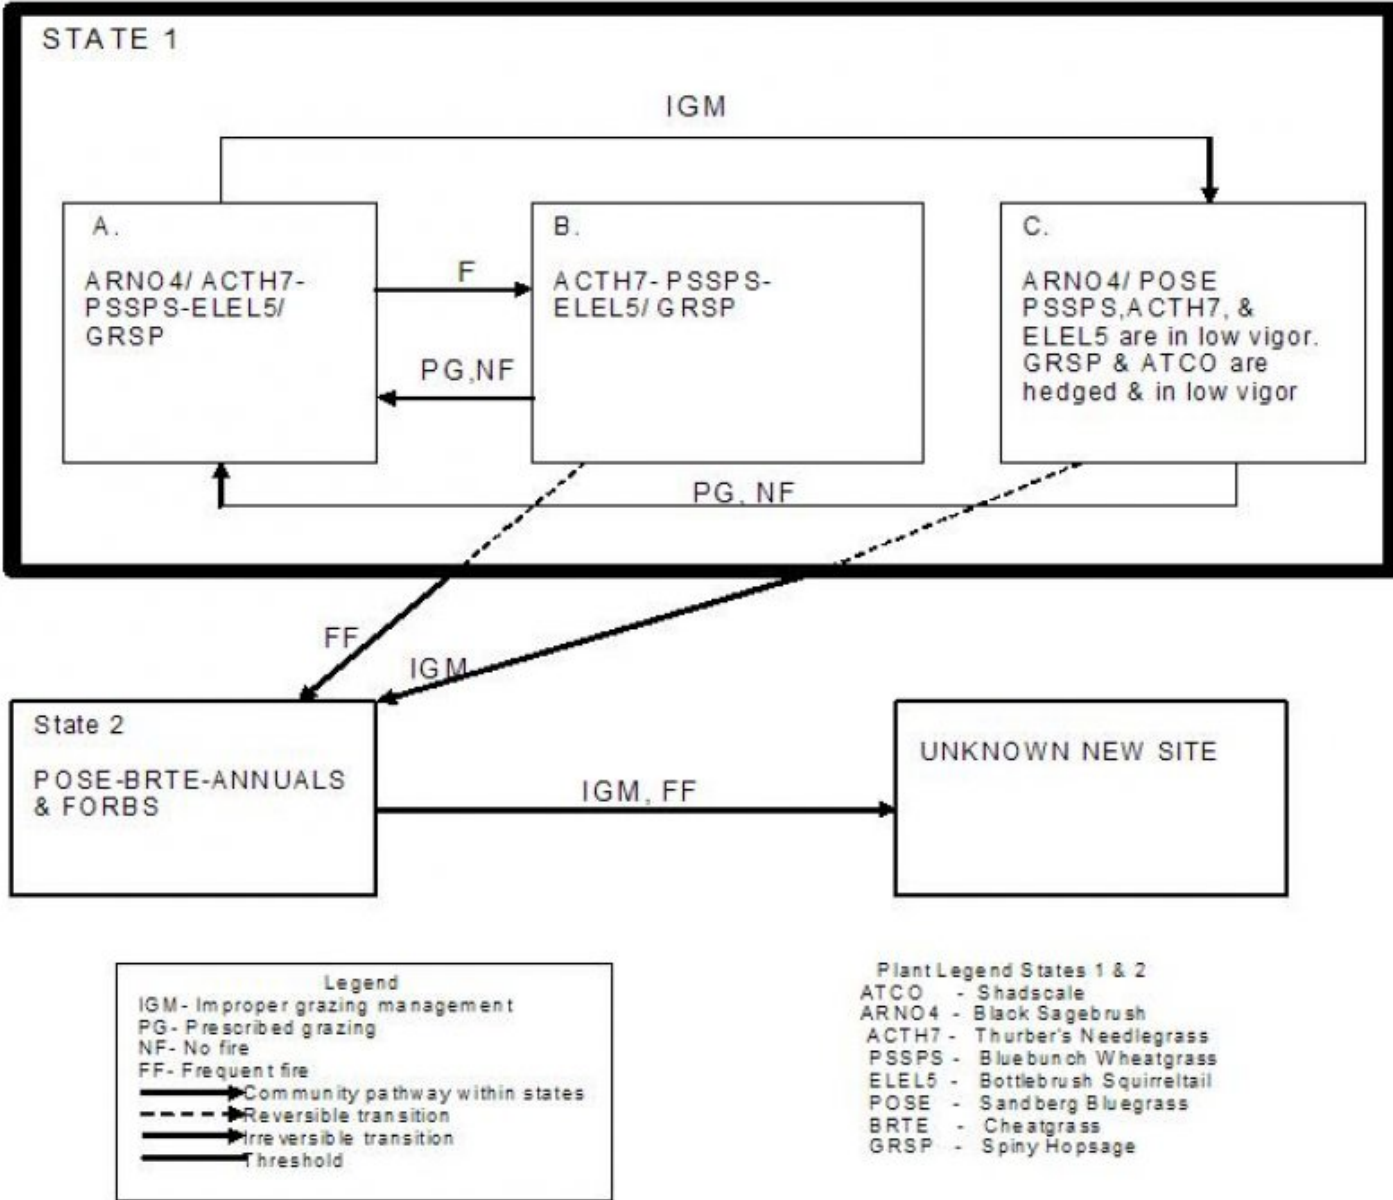 STATE 1
IGM
A.
ARNO4/ ACTH7-
PSSPS-ELEL5/
GRSP
F
PG,NF
B.
ACTH7- PSSPS-
ELEL5/ GRSP
C.
ARNO4/ POSE
PSSPS,ACTH7, &
ELEL5 are in low vigor.
GRSP & ATCO are
hedged & in low vigor
PG, NF
FF
IGM
State 2
POSE-BRTE-ANNUALS
& FORBS
IGM, FF
UNKNOWN NEW SITE
Legend
IGM- Improper grazing management
PG- Prescribed grazing
NF- No fire
FF- Frequent fire
Community pathway within states
Reversible transition
Irreversible transition
Threshold
Plant Legend States 1 & 2
ATCO - Shadscale
ARNO4 - Black Sagebrush
ACTH7 - Thurber's Needlegrass
PSSPS - Bluebunch Wheatgrass
ELEL5 - Bottlebrush Squirreltail
POSE - Sandberg Bluegrass
BRTE - Cheatgrass
GRSP - Spiny Hopsage